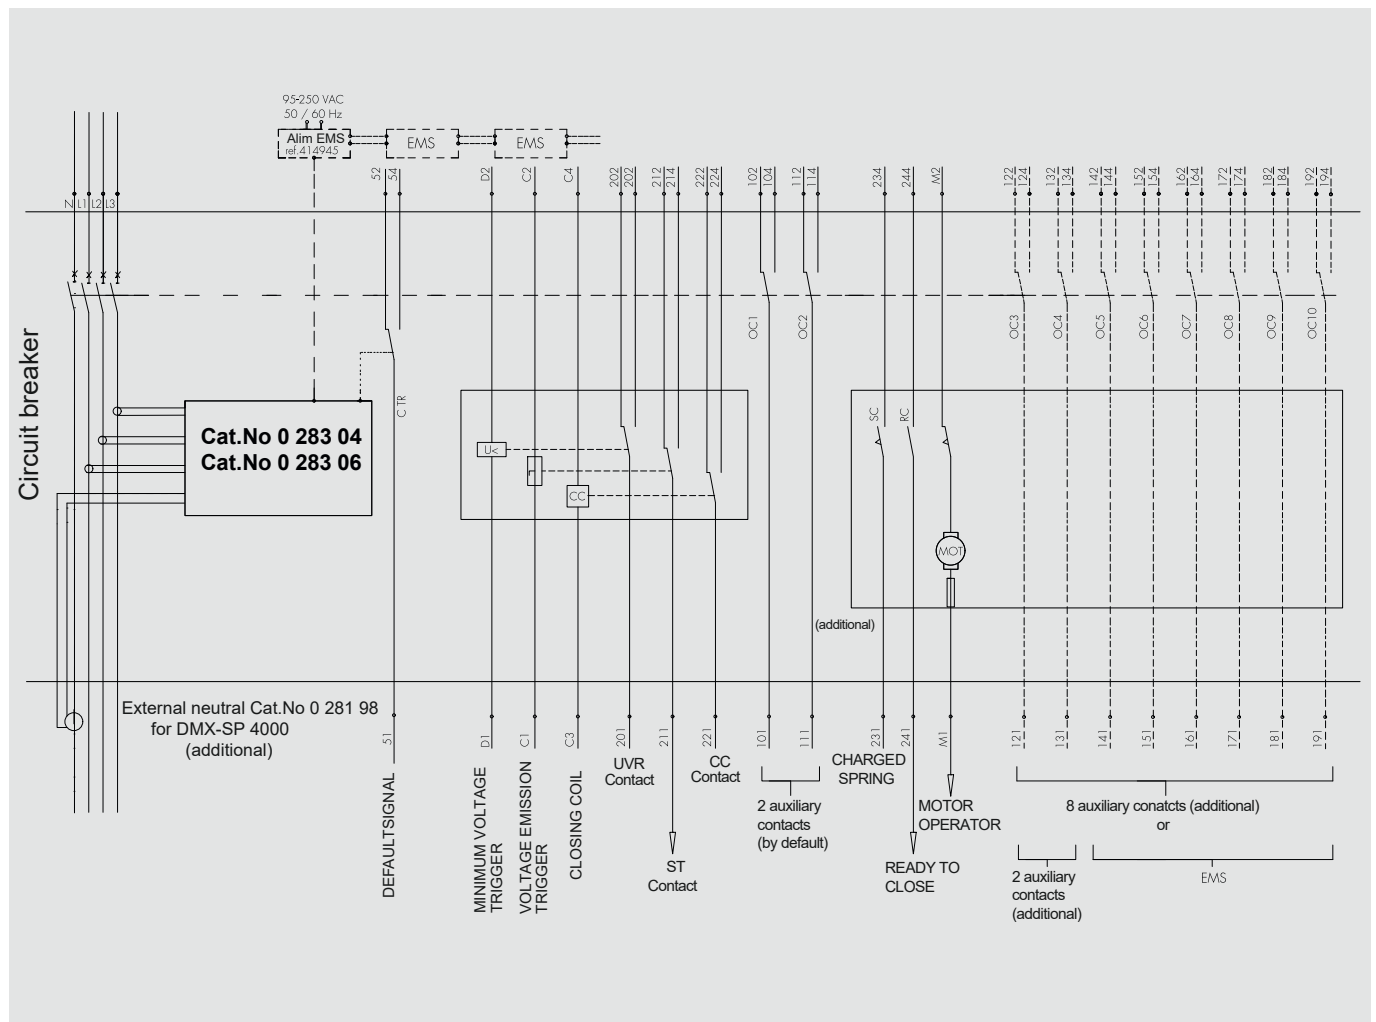 95-250 VAC
50 / 60 Hz
Alim EMS
ref.414945
EMS
EMS
52
54
D2
C2
C4
202
202
212
214
222
224
102
104
112
114
234
244
M2
122
124
132
134
142
144
152
154
162
164
172
174
182
184
192
194
N L1 L2 L3
Circuit breaker
OC1
OC2
OC3
OC4
OC5
OC6
OC7
OC8
OC9
OC10
C TR
SC
RC
Cat.No 0 283 04
Cat.No 0 283 06
U<
CC
MOT
(additional)
External neutral Cat.No 0 281 98
for DMX-SP 4000
(additional)
51
D1
C1
C3
201
211
221
101
111
231
241
M1
121
131
141
151
161
171
181
191
DEFAULTSIGNAL
MINIMUM VOLTAGE
TRIGGER
VOLTAGE EMISSION
TRIGGER
CLOSING COIL
UVR
Contact
ST
Contact
CC
Contact
2 auxiliary
contacts
(by default)
CHARGED
SPRING
READY TO
CLOSE
MOTOR
OPERATOR
8 auxiliary conatcts (additional)
or
2 auxiliary
contacts
(additional)
EMS